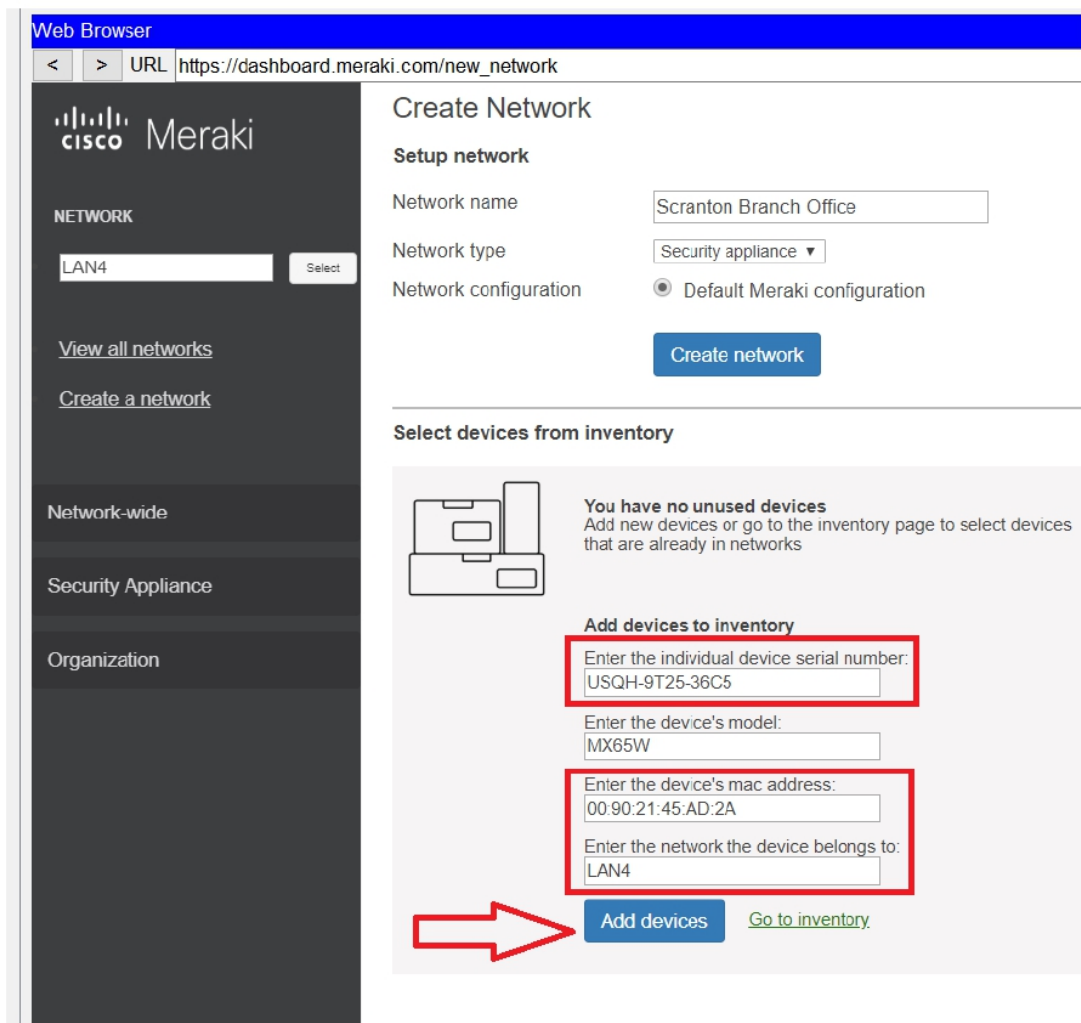 Web Browser
< > URL https://dashboard.meraki.com/new_network
cisco Meraki
NETWORK
LAN4 Select
View all networks
Create a network
Network-wide
Security Appliance
Organization
Create Network
Setup network
Network name Scranton Branch Office
Network type Security appliance ▼
Network configuration Default Meraki configuration
Create network
Select devices from inventory
You have no unused devices
Add new devices or go to the inventory page to select devices
that are already in networks
Add devices to inventory
Enter the individual device serial number:
USQH-9T25-36C5
Enter the device's model:
MX65W
Enter the device's mac address:
00:90:21:45:AD:2A
Enter the network the device belongs to:
LAN4
Add devices Go to inventory